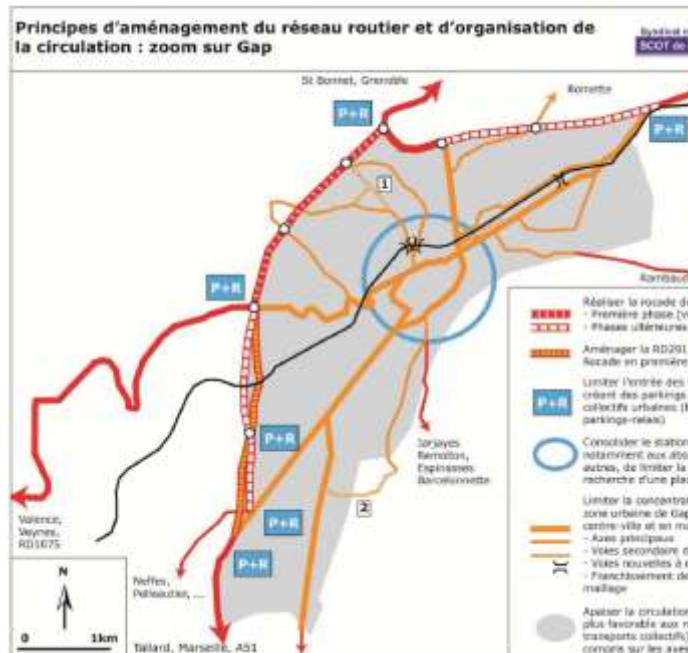 Principes d'aménagement du réseau routier et d'organisation de
la circulation : zoom sur Gap
Syndicat
SCOT de
St Bonnet, Grenoble
Romette
P+R
P+R
1
Rambaud
P+R
P+R
Jarjayes
Remollon,
Espinasses
Barcelonnette
2
P+R
P+R
Valence,
Veynes,
RD1075
Neffes,
Pelleautier, ...
N
0 1km
Tallard, Marseille, A51
Réaliser la rocade d
- Première phase (v
- Phases ultérieures
Aménager la RD291
Rocade en première
P+R
Limiter l'entrée des
créant des parkings
collectifs urbaines (
parkings-relais)
Consolider le station
notamment aux abo
autres, de limiter la
recherche d'une pla
Limiter la concentra
zone urbaine de Gap
centre-ville et en m
- Axes principaux
- Voies secondaire d
- Voies nouvelles à
- Franchissement de
maillage
Apaiser la circulation
plus favorable aux
transports collectifs)
compris sur les axes